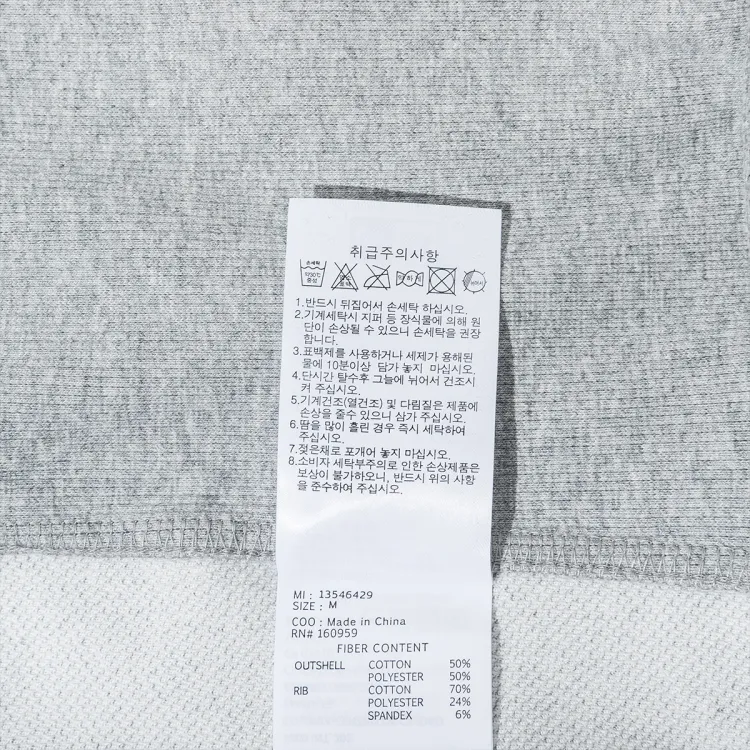 취급주의사항
손세탁
약30℃
중성
1.반드시 뒤집어서 손세탁 하십시오.
2.기계세탁시 지퍼 등 장식물에 의해 원
단이 손상될 수 있으니 손세탁을 권장
합니다.
3.표백제를 사용하거나 세제가 용해된
물에 10분이상 담가 놓지 마십시오.
4.단시간 탈수후 그늘에 뉘어서 건조시
켜 주십시오.
5.기계건조(열건조) 및 다림질은 제품에
손상을 줄수 있으니 삼가 주십시오.
6.땀을 많이 흘린 경우 즉시 세탁하여
주십시오.
7.젖은채로 포개어 놓지 마십시오.
8.소비자 세탁부주의로 인한 손상제품은
보상이 불가하오니, 반드시 위의 사항
을 준수하여 주십시오.
MI : 13546429
SIZE : M
COO : Made in China
RN# 160959
FIBER CONTENT
OUTSHELL COTTON 50%
POLYESTER 50%
RIB COTTON 70%
POLYESTER 24%
SPANDEX 6%